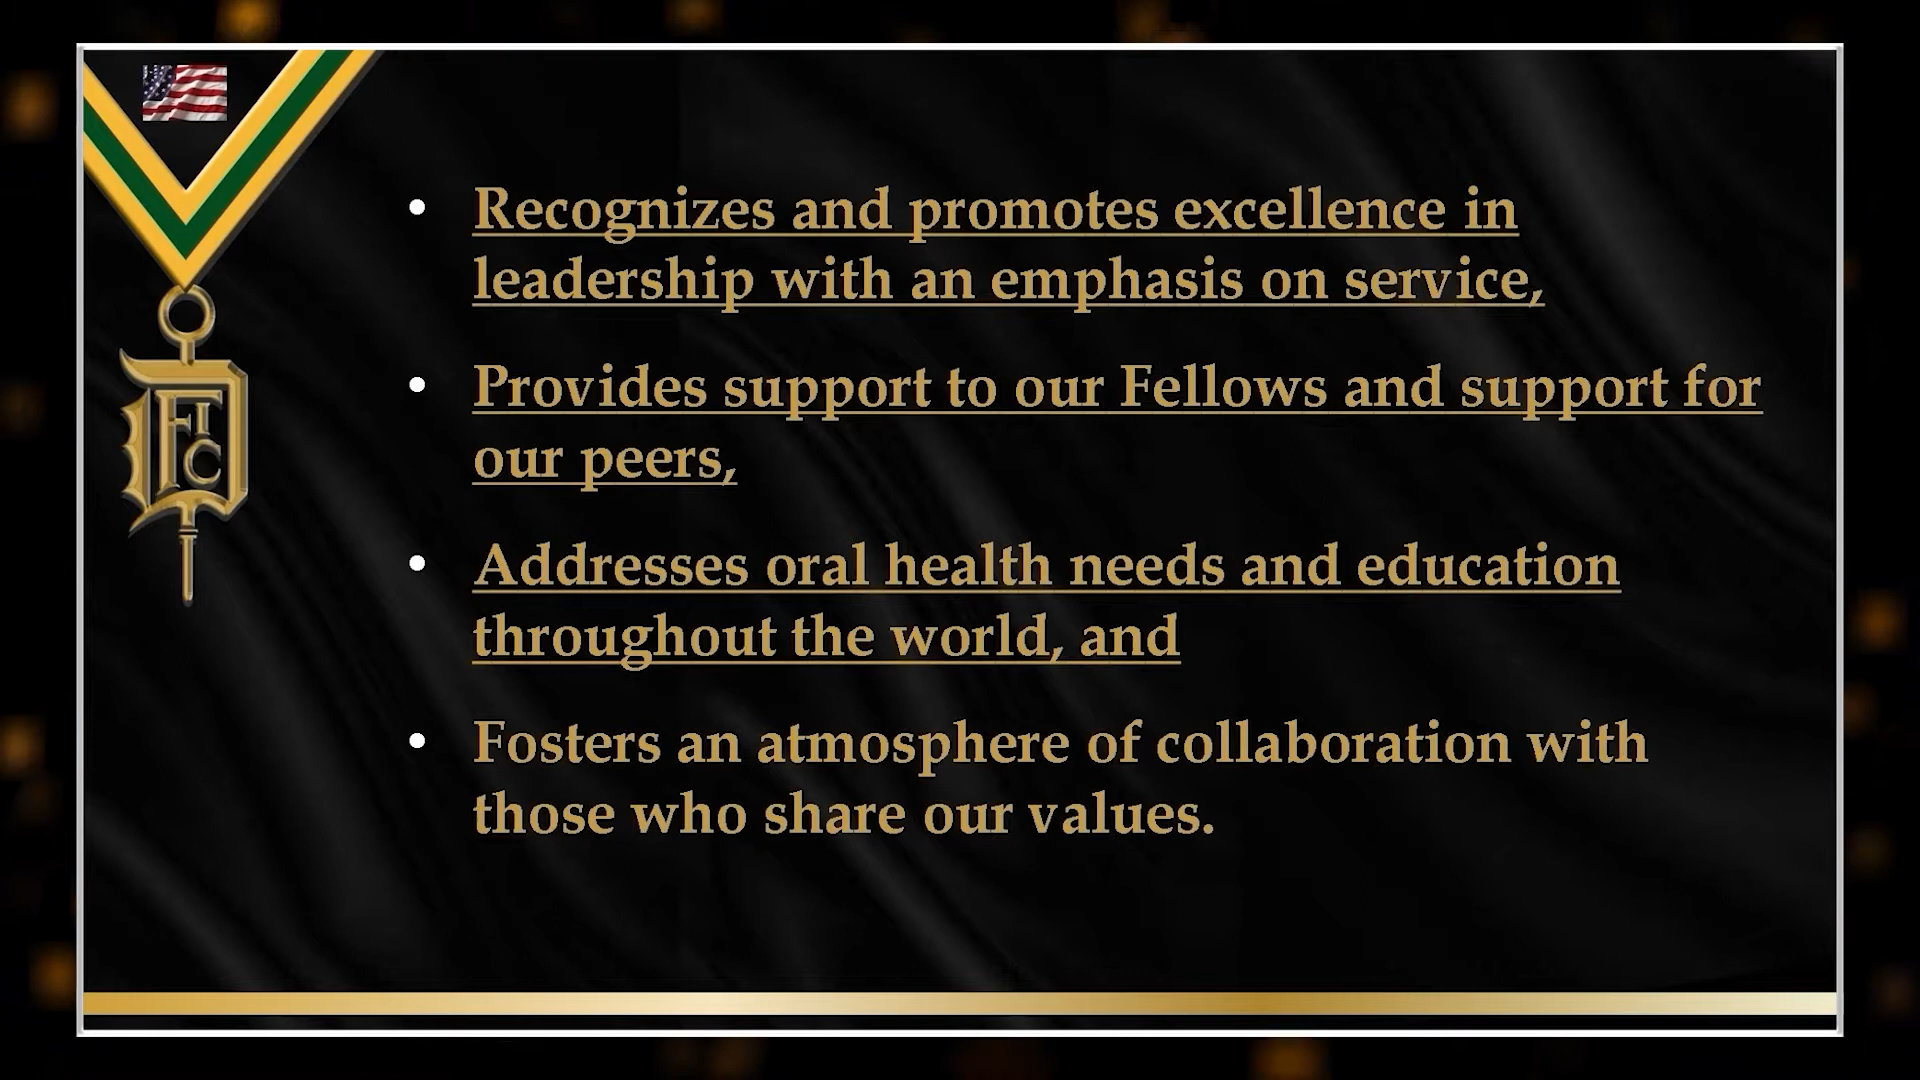 Recognizes and promotes excellence in
leadership with an emphasis on service,
Provides support to our Fellows and support for
our peers,
Addresses oral health needs and education
throughout the world, and
Fosters an atmosphere of collaboration with
those who share our values.